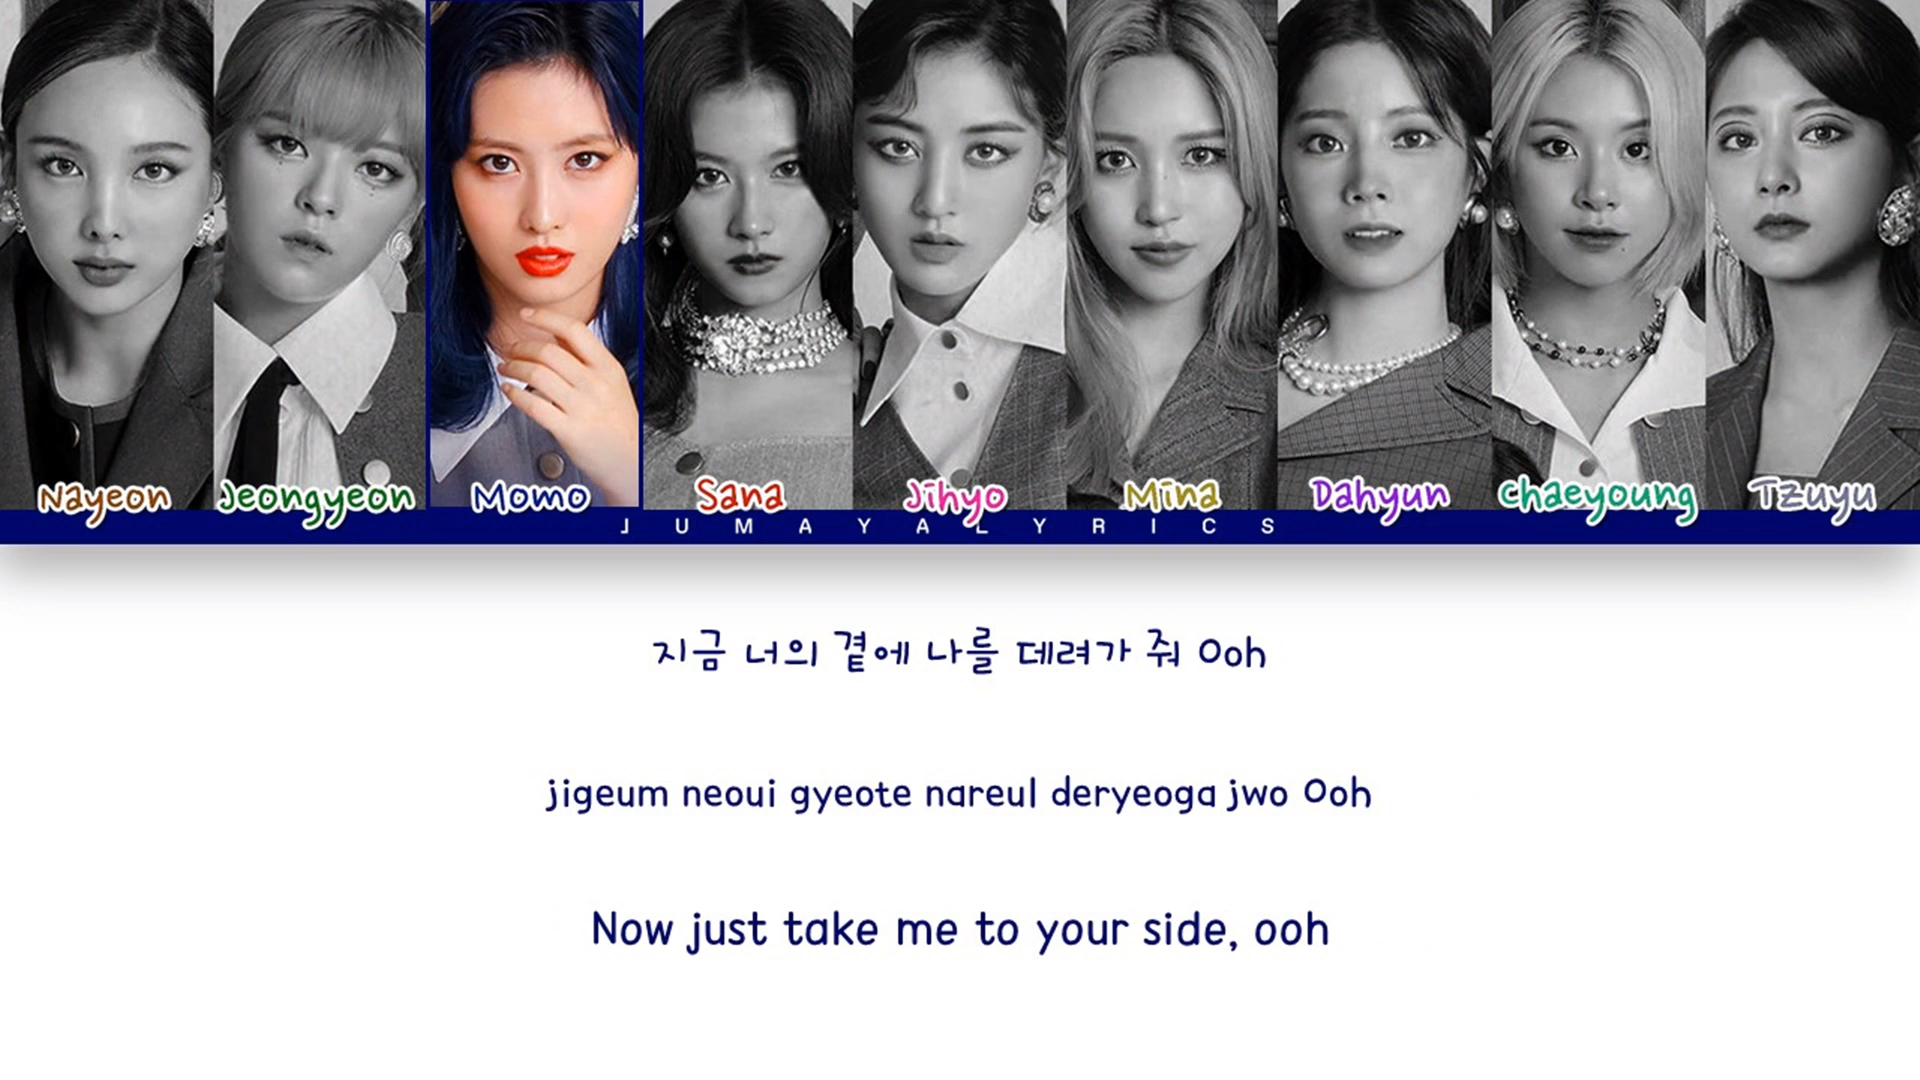 Nayeon Jeongyeon Momo Sana Jihyo Mina Dahyun chaeyoung Tzuyu
JUMAYALYRICS
지금 너의 곁에 나를 데려가 줘 Ooh
jigeum neoui gyeote nareul deryeoga jwo Ooh
Now just take me to your side, ooh